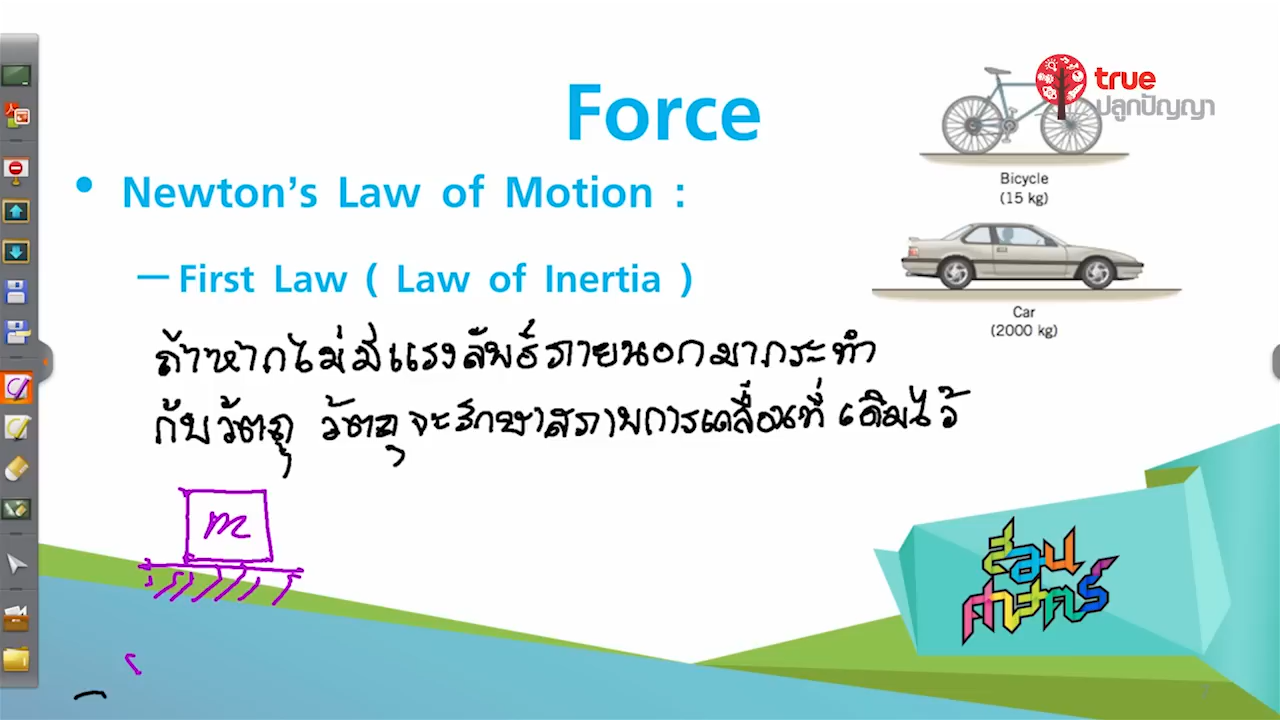 Force
true
ปลูกปัญญา
Bicycle
(15 kg)
• Newton's Law of Motion :
– First Law ( Law of Inertia )
Car
(2000 kg)
ถ้าหากไม่มีแรงลัพธ์ภายนอกมากระทำ
กับวัตถุ วัตถุจะรักษาสภาพการเคลื่อนที่เดิมไว้
m
สอน
ศาสตร์
7